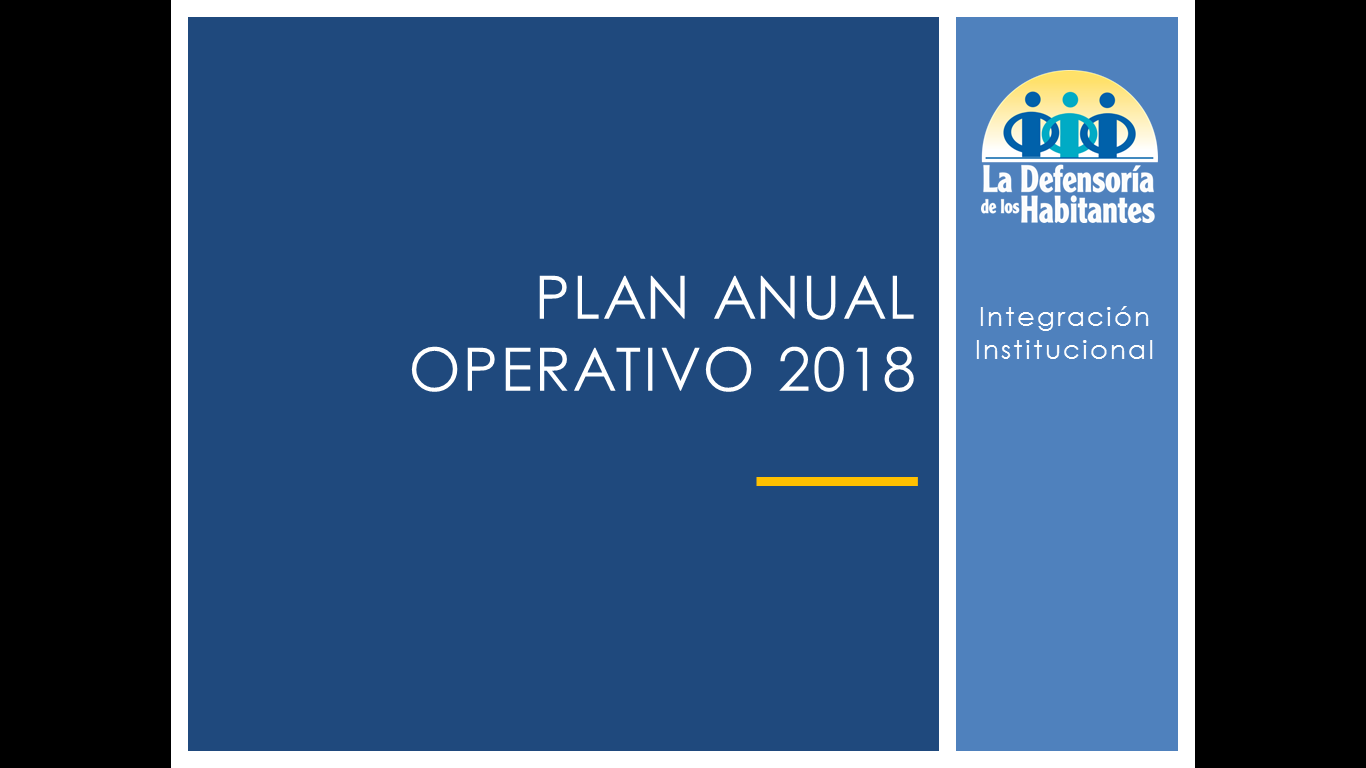 PLAN ANUAL
OPERATIVO 2018
La Defensoría
de los Habitantes
Integración
Institucional